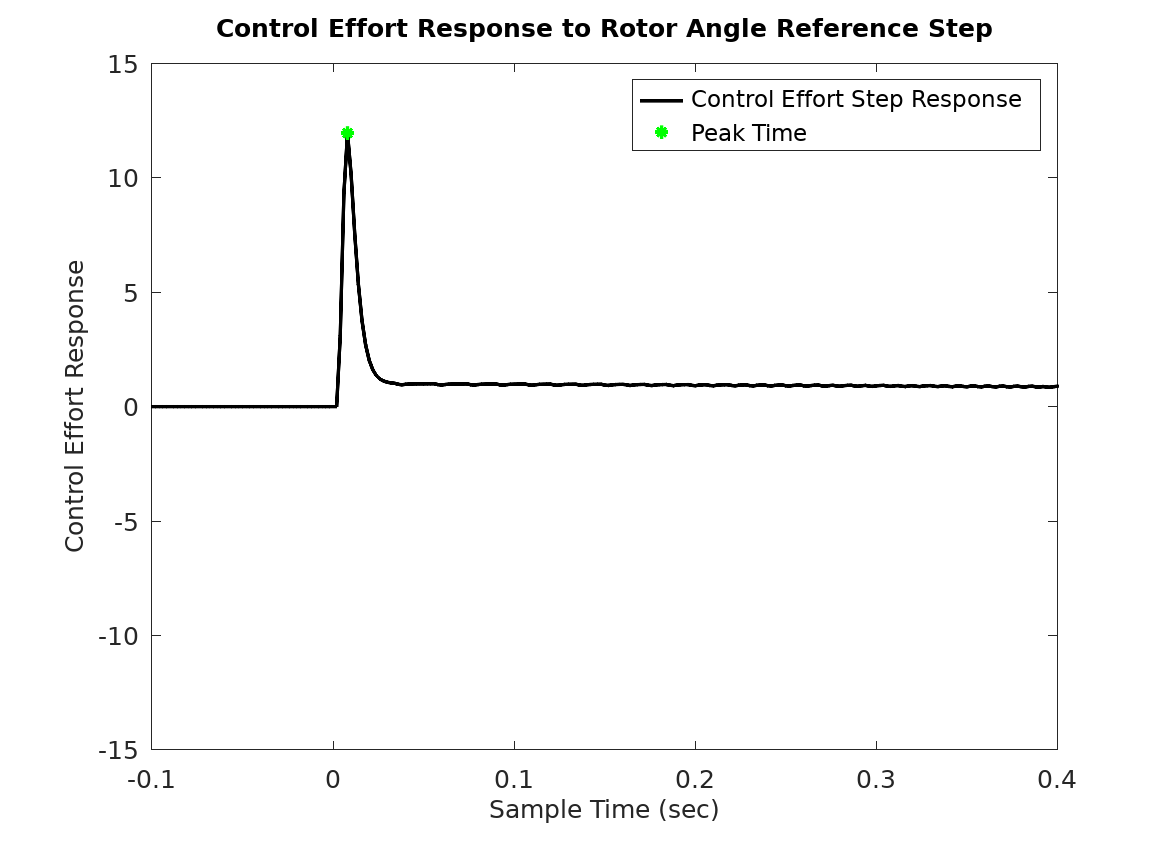 Control Effort Response to Rotor Angle Reference Step
Control Effort Step Response
Peak Time
15
10
5
0
-5
-10
-15
Control Effort Response
-0.1
0
0.1
0.2
0.3
0.4
Sample Time (sec)